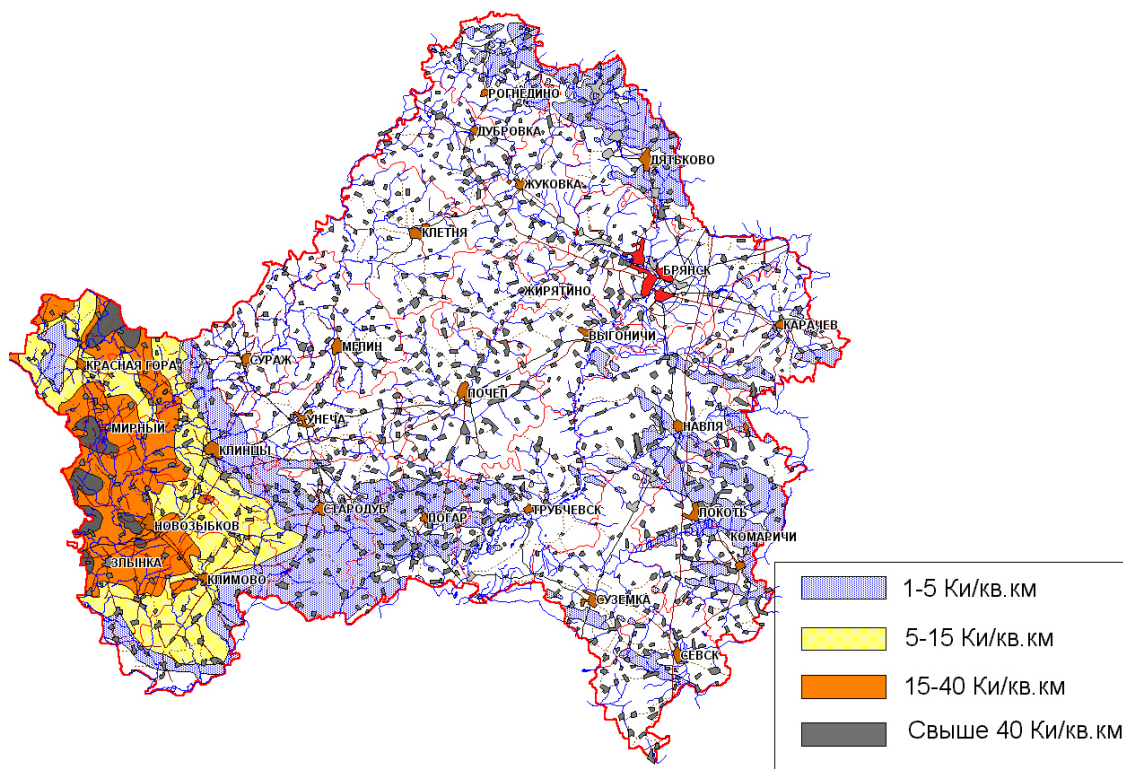 РОГНЕДИНО
ДУБРОВКА
ДЯТЬКОВО
ЖУКОВКА
КЛЕТНЯ
БРЯНСК
ЖИРЯТИНО
КАРАЧЕВ
ВЫГОНИЧИ
МГЛИН
СУРАЖ
КРАСНАЯ ГОРА
ПОЧЕП
УНЕЧА
МИРНЫЙ
НАВЛЯ
КЛИНЦЫ
СТАРОДУБ
ТРУБЧЕВСК
ЛОКОТЬ
ПОГАР
НОВОЗЫБКОВ
КОМАРИЧИ
ЗЛЫНКА
КЛИМОВО
СУЗЕМКА
СЕВСК
1-5 Ки/кв.км
5-15 Ки/кв.км
15-40 Ки/кв.км
Свыше 40 Ки/кв.км